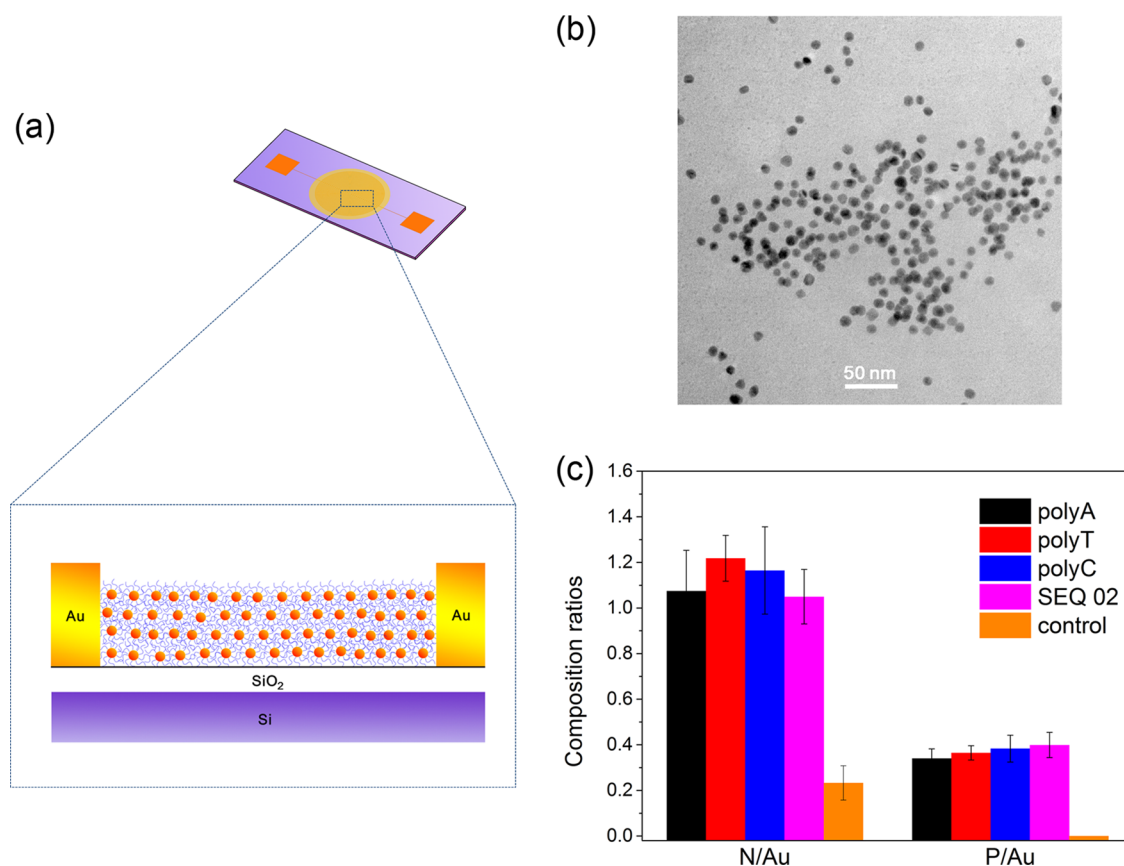 (a)
Au
Au
SiO₂
Si
(b)
50 nm
(c)
Composition ratios
1.6
1.4
1.2
1.0
0.8
0.6
0.4
0.2
0.0
polyA
polyT
polyC
SEQ 02
control
N/Au
P/Au